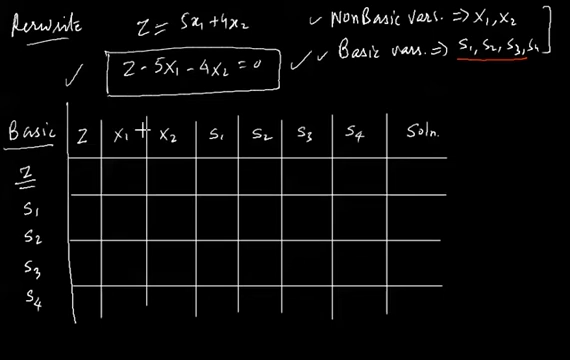 Rerwrite Z = 5x1 + 4x2
Z - 5x1 - 4x2 = 0
✓ NonBasic vars. ⇒ x1, x2
✓ Basic vars. ⇒ S1, S2, S3, S4
Basic Z x1 x2 S1 S2 S3 S4 Soln.
Z
S1
S2
S3
S4